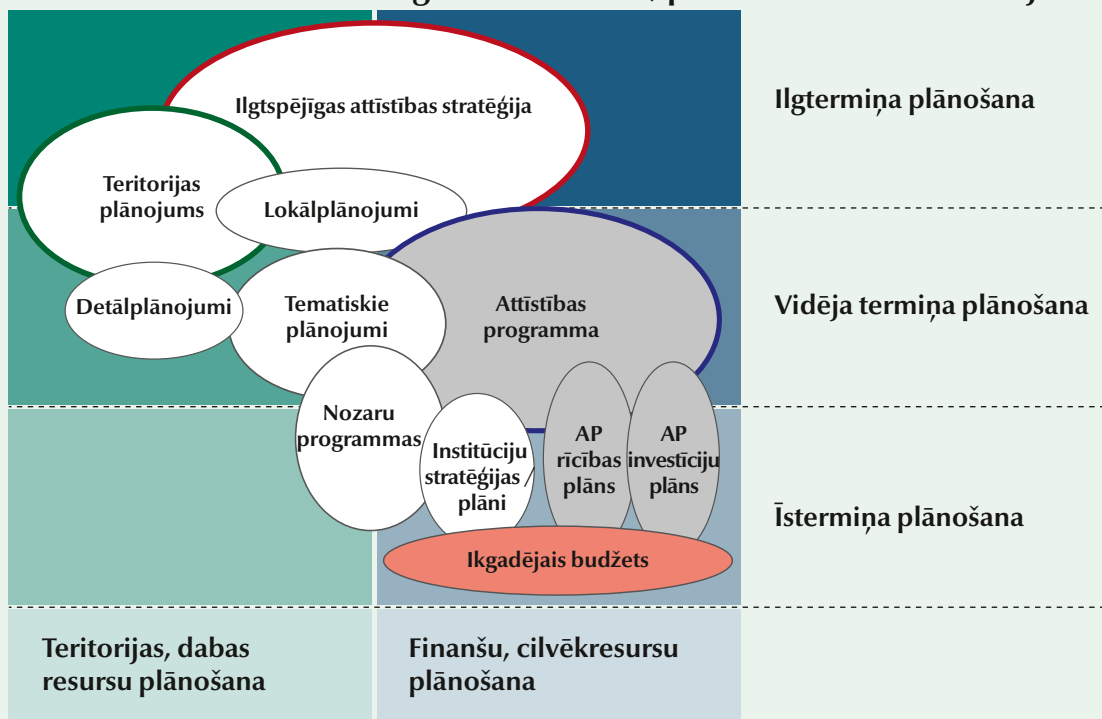 Ilgtspējīgas attīstības stratēģija
Ilgtermiņa plānošana
Teritorijas
plānojums
Lokālplānojumi
Detālplānojumi
Tematiskie
plānojumi
Attīstības
programma
Vidēja termiņa plānošana
Nozaru
programmas
Institūciju
stratēģijas /
plāni
AP
rīcības
plāns
AP
investīciju
plāns
Īstermiņa plānošana
Ikgadējais budžets
Teritorijas, dabas
resursu plānošana
Finanšu, cilvēkresursu
plānošana